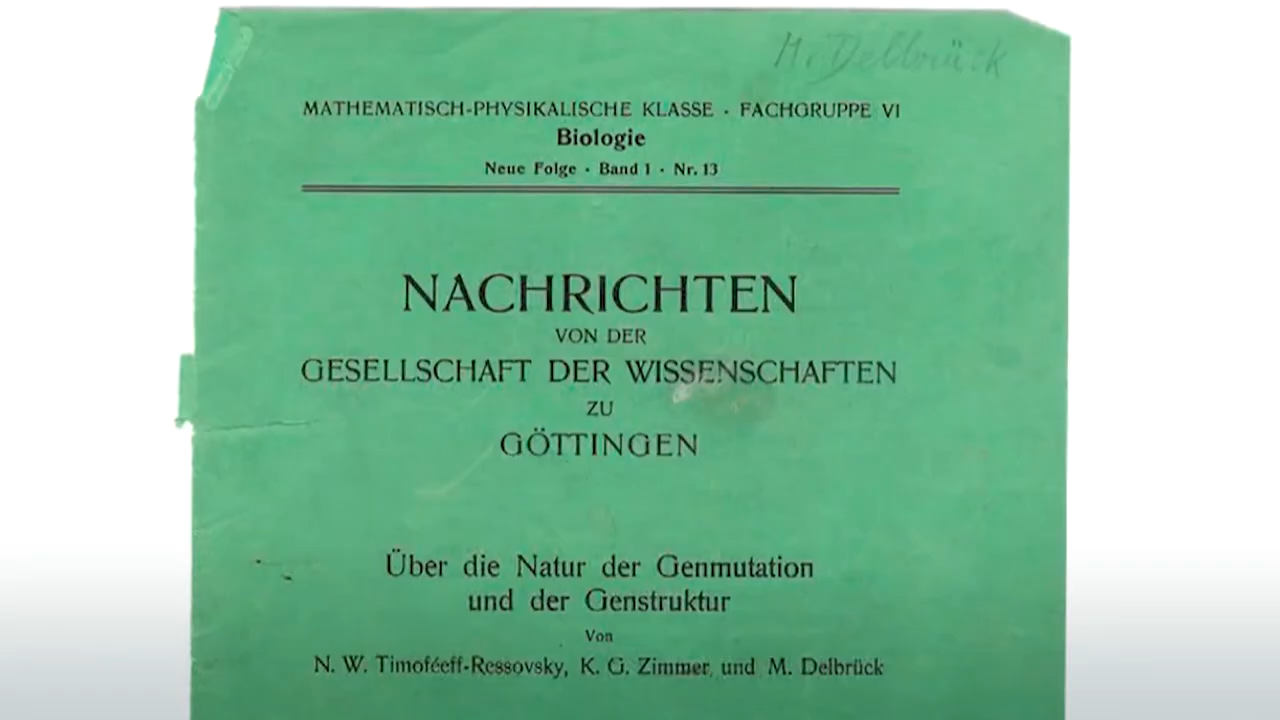 M. Delbrück
MATHEMATISCH-PHYSIKALISCHE KLASSE · FACHGRUPPE VI
Biologie
Neue Folge · Band 1 · Nr. 13
NACHRICHTEN
VON DER
GESELLSCHAFT DER WISSENSCHAFTEN
ZU
GÖTTINGEN
Über die Natur der Genmutation
und der Genstruktur
Von
N. W. Timoféeff-Ressovsky, K. G. Zimmer, und M. Delbrück